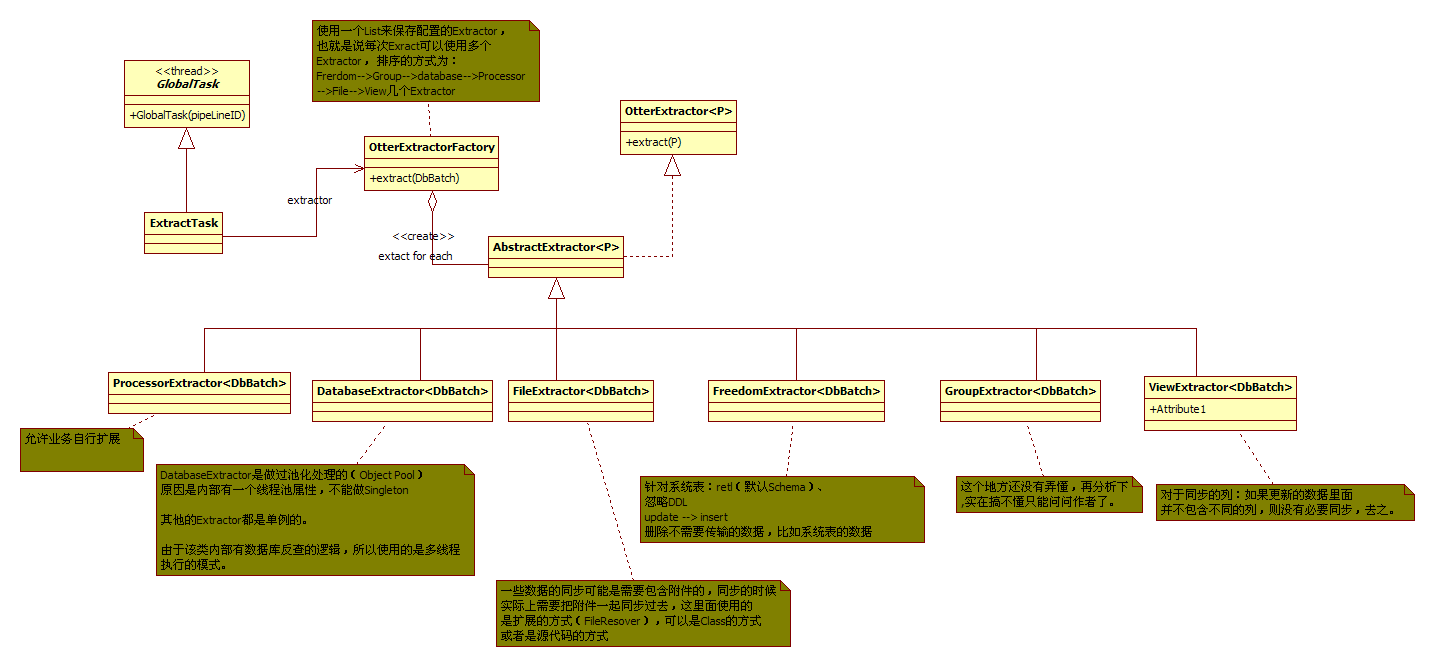 使用一个List来保存配置的Extractor，
也就是说每次Exract可以使用多个
Extractor，排序的方式为：
Frerdom-->Group-->database-->Processor
-->File-->View几个Extractor
<<thread>>
GlobalTask
+GlobalTask(pipeLineID)
OtterExtractor<P>
+extract(P)
OtterExtractorFactory
+extract(DbBatch)
extractor
ExtractTask
<<create>>
extact for each
AbstractExtractor<P>
ProcessorExtractor<DbBatch>
DatabaseExtractor<DbBatch>
FileExtractor<DbBatch>
FreedomExtractor<DbBatch>
GroupExtractor<DbBatch>
ViewExtractor<DbBatch>
+Attribute1
允许业务自行扩展
DatabaseExtractor是做过池化处理的（Object Pool）
原因是内部有一个线程池属性，不能做Singleton
其他的Extractor都是单例的。
由于该类内部有数据库反查的逻辑，所以使用的是多线程
执行的模式。
一些数据的同步可能是需要包含附件的，同步的时候
实际上需要把附件一起同步过去，这里面使用的
是扩展的方式（FileResover），可以是Class的方式
或者是源代码的方式
针对系统表：retl（默认Schema）、
忽略DDL
update --> insert
删除不需要传输的数据，比如系统表的数据
这个地方还没有弄懂，再分析下
,实在搞不懂只能问问作者了。
对于同步的列：如果更新的数据里面
并不包含不同的列，则没有必要同步，去之。